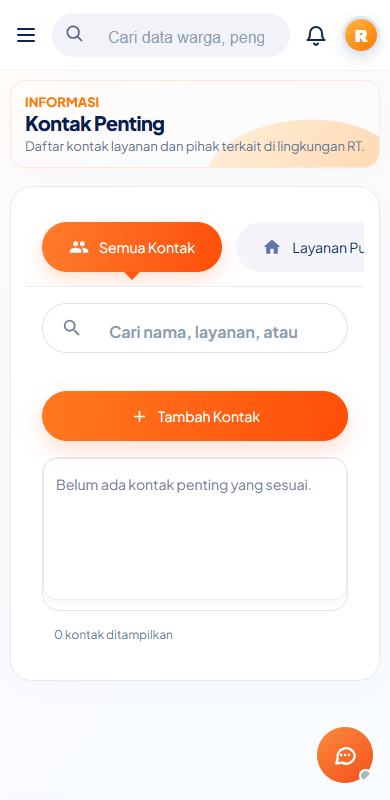 Cari data warga, peng
R
INFORMASI
Kontak Penting
Daftar kontak layanan dan pihak terkait di lingkungan RT.
Semua Kontak
Layanan Pu
Cari nama, layanan, atau
+ Tambah Kontak
Belum ada kontak penting yang sesuai.
0 kontak ditampilkan